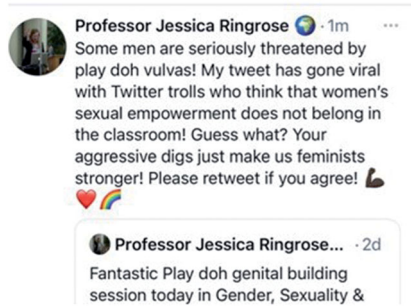 Professor Jessica Ringrose 🌍 · 1m ...
Some men are seriously threatened by
play doh vulvas! My tweet has gone viral
with Twitter trolls who think that women's
sexual empowerment does not belong in
the classroom! Guess what? Your
aggressive digs just make us feminists
stronger! Please retweet if you agree! 💪🏿
❤️🌈
Professor Jessica Ringrose... · 2d
Fantastic Play doh genital building
session today in Gender, Sexuality &